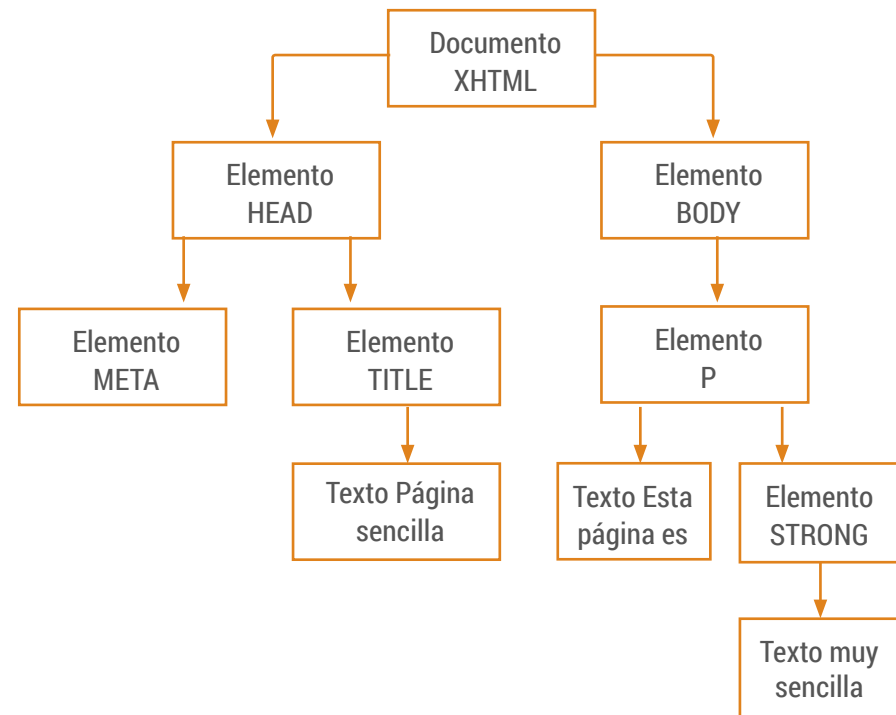 Documento
XHTML
Elemento
HEAD
Elemento
BODY
Elemento
META
Elemento
TITLE
Elemento
P
Texto Página
sencilla
Texto Esta
página es
Elemento
STRONG
Texto muy
sencilla